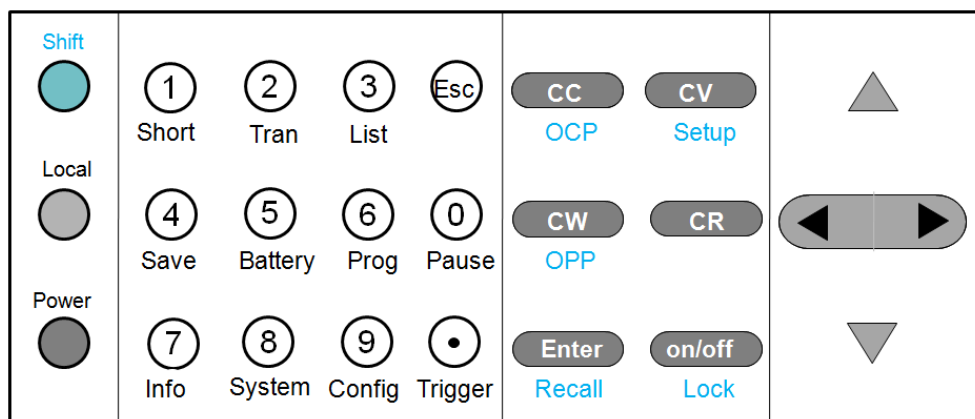 Shift
1 2 3 Esc CC CV
Short Tran List OCP Setup
Local
4 5 6 0 CW CR
Save Battery Prog Pause OPP
Power
7 8 9 • Enter on/off
Info System Config Trigger Recall Lock